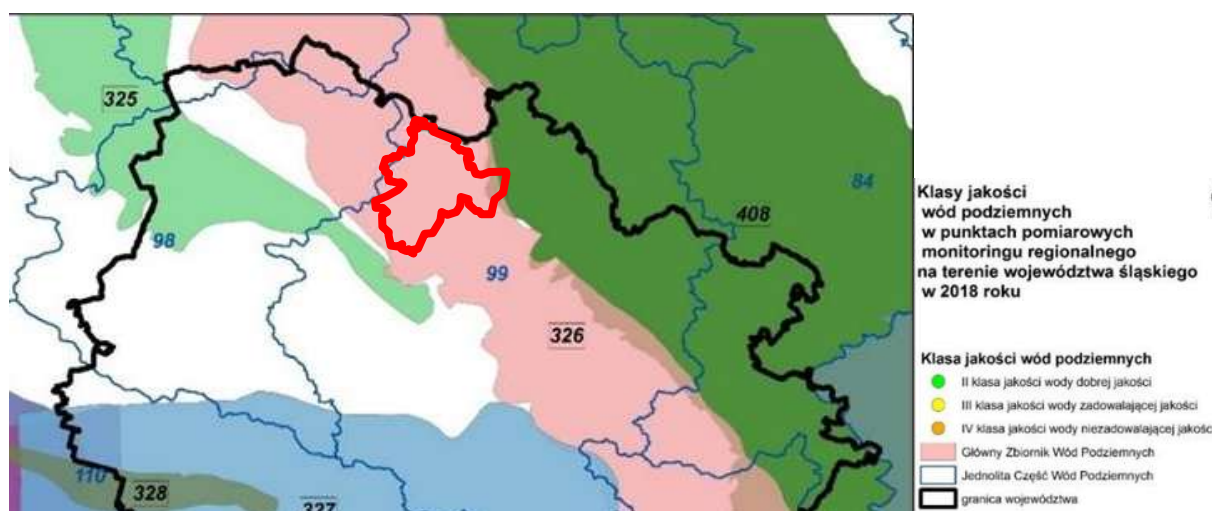 325
98
99
326
408
84
110
328
327
Klasy jakości
wód podziemnych
w punktach pomiarowych
monitoringu regionalnego
na terenie województwa śląskiego
w 2018 roku
Klasa jakości wód podziemnych
II klasa jakości wody dobrej jakości
III klasa jakości wody zadowalającej jakości
IV klasa jakości wody niezadowalającej jakośc
Główny Zbiornik Wód Podziemnych
Jednolita Część Wód Podziemnych
granica województwa